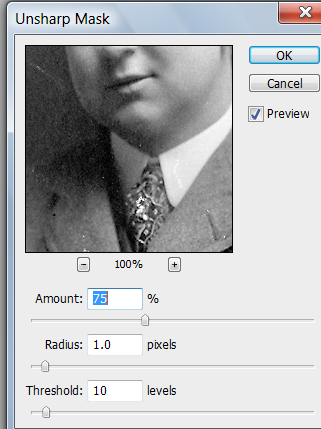 Unsharp Mask
OK
Cancel
Preview
100%
Amount: 75 %
Radius: 1.0 pixels
Threshold: 10 levels